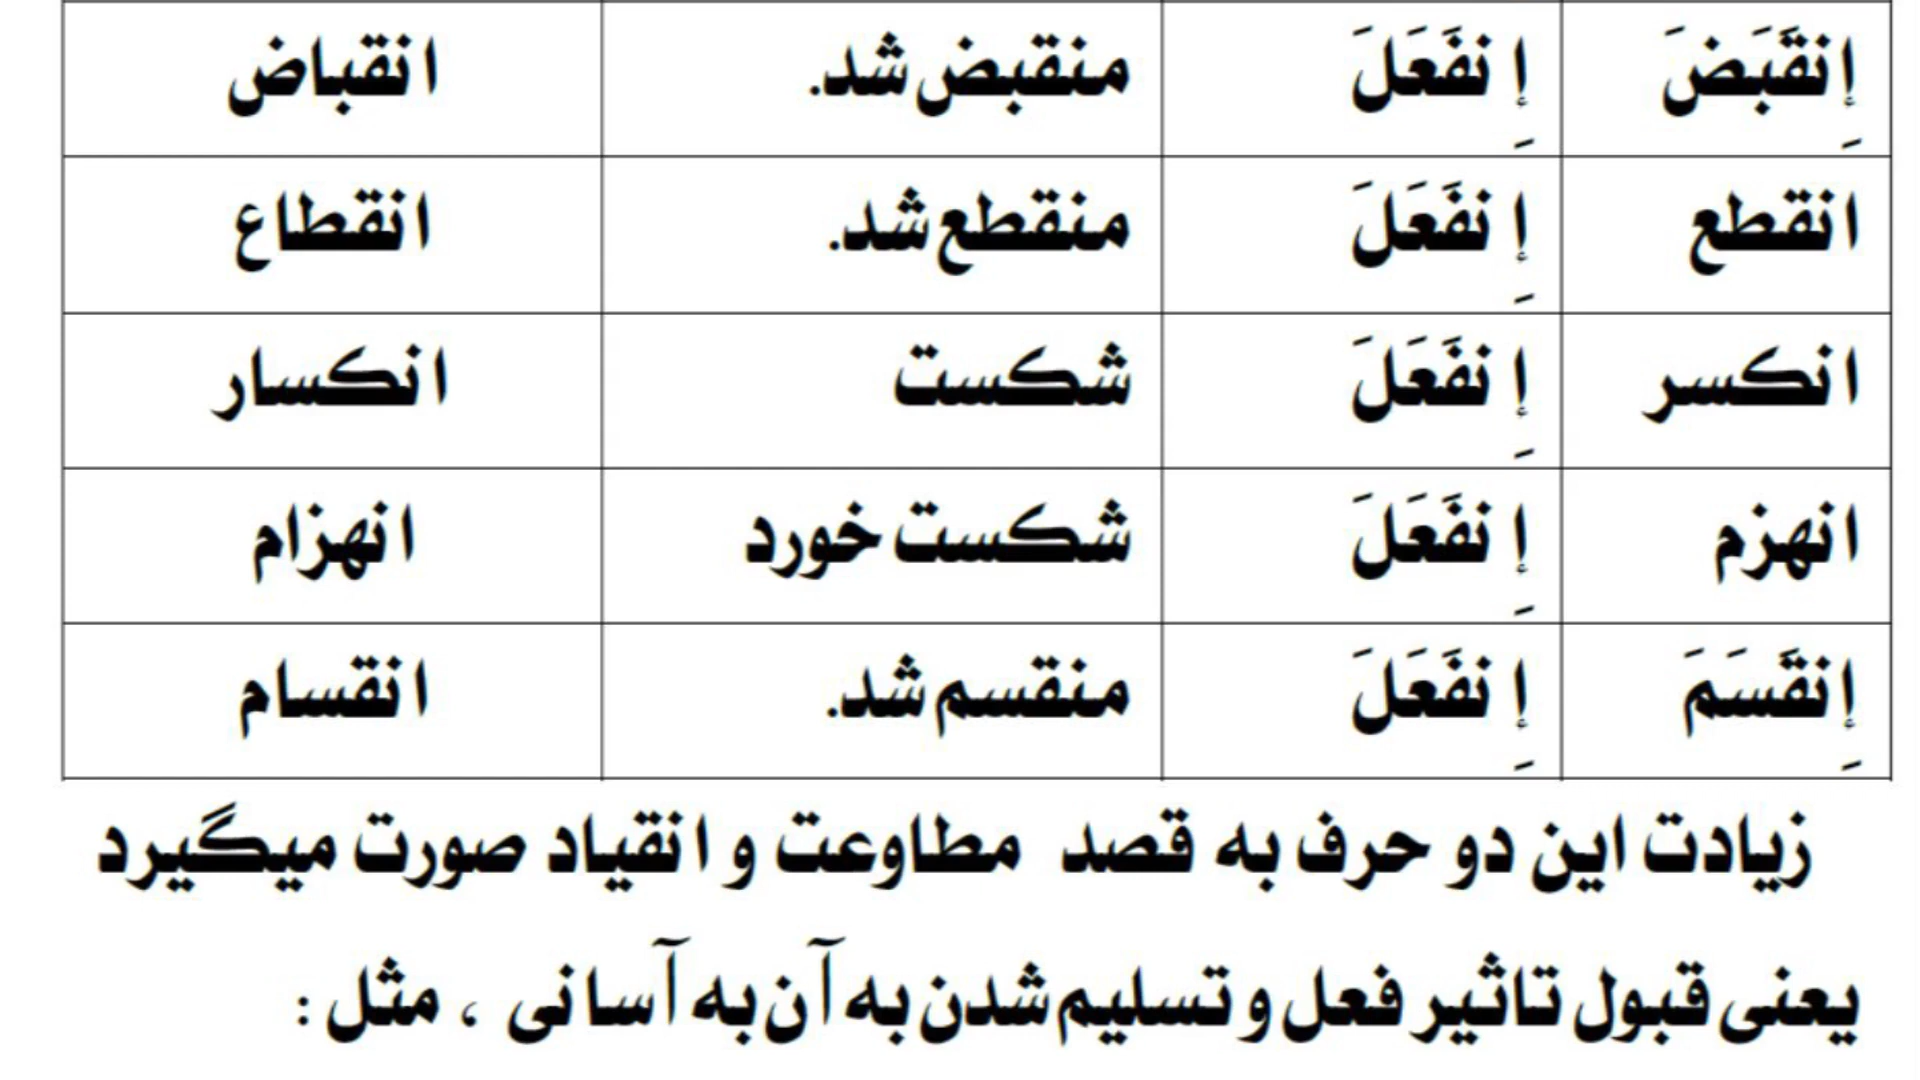 إِنقَبَضَ إِنفَعَلَ منقبض شد. انقباض
انقطع إِنفَعَلَ منقطع شد. انقطاع
انکسر إِنفَعَلَ شکست انکسار
انهزم إِنفَعَلَ شکست خورد انهزام
إِنقَسَمَ إِنفَعَلَ منقسم شد. انقسام
زیادت این دو حرف به قصد مطاوعت و انقیاد صورت میگیرد
یعنی قبول تاثیر فعل و تسلیم شدن به آن به آسانی ، مثل :